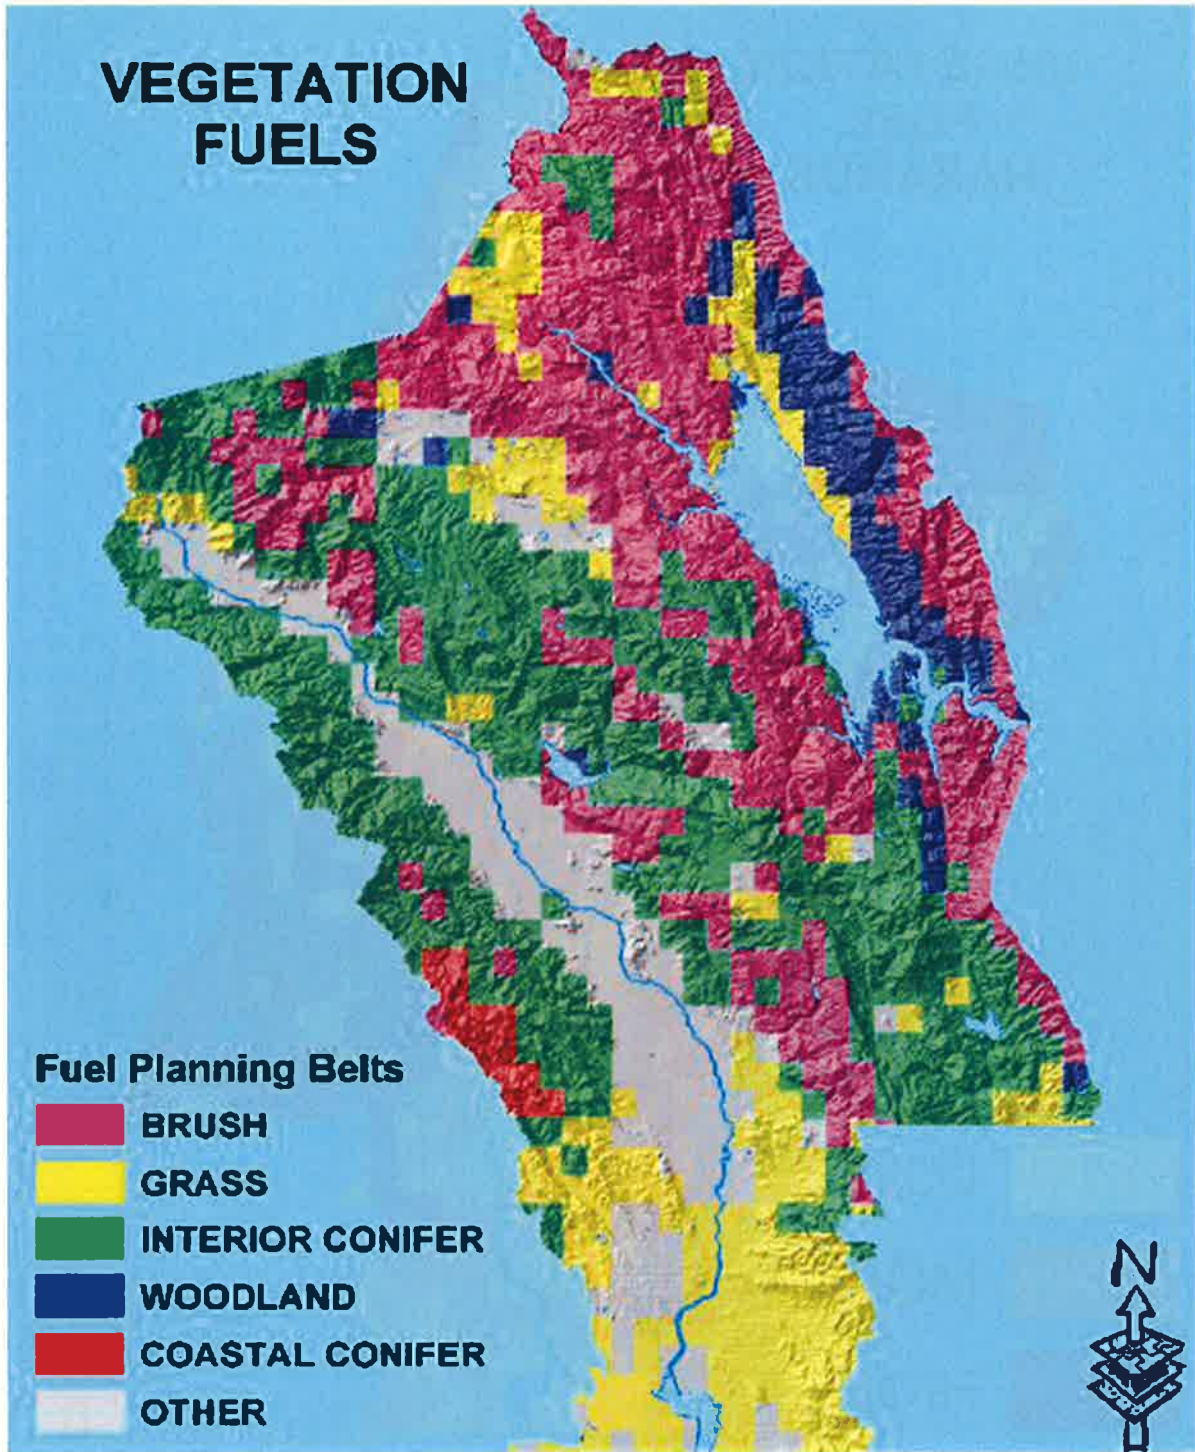 VEGETATION
FUELS
Fuel Planning Belts
BRUSH
GRASS
INTERIOR CONIFER
WOODLAND
COASTAL CONIFER
OTHER
N